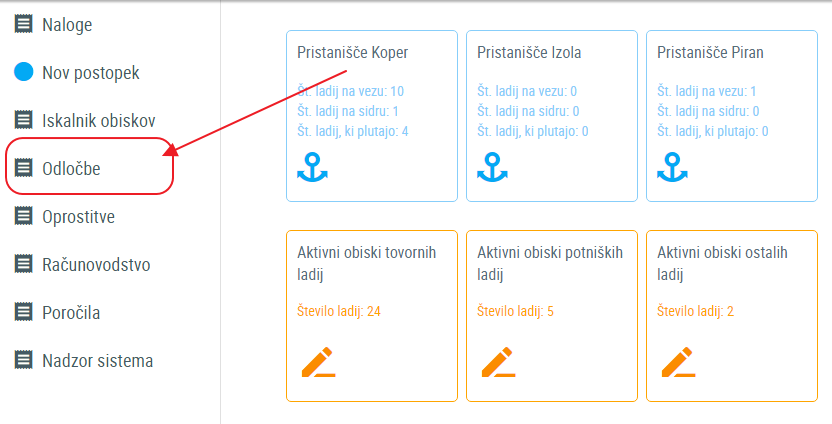 Naloge
Nov postopek
Iskalnik obiskov
Odločbe
Oprostitve
Računovodstvo
Poročila
Nadzor sistema
Pristanišče Koper
Št. ladij na vezu: 10
Št. ladij na sidru: 1
Št. ladij, ki plutajo: 4
Pristanišče Izola
Št. ladij na vezu: 0
Št. ladij na sidru: 0
Št. ladij, ki plutajo: 0
Pristanišče Piran
Št. ladij na vezu: 1
Št. ladij na sidru: 0
Št. ladij, ki plutajo: 0
Aktivni obiski tovornih
ladij
Število ladij: 24
Aktivni obiski potniških
ladij
Število ladij: 5
Aktivni obiski ostalih
ladij
Število ladij: 2